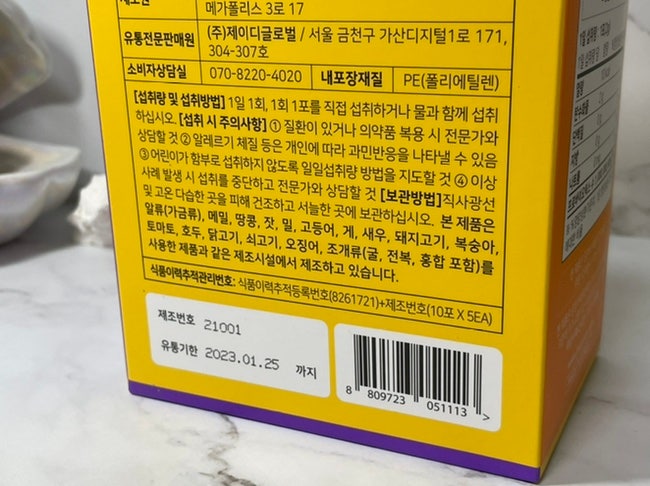 제조원
메가폴리스 3로 17
유통전문판매원 (주)제이디글로벌 / 서울 금천구 가산디지털1로 171, 304-307호
소비자상담실 070-8220-4020 내포장재질 PE(폴리에틸렌)
[섭취량 및 섭취방법] 1일 1회, 1회 1포를 직접 섭취하거나 물과 함께 섭취
하십시오. [섭취 시 주의사항] ① 질환이 있거나 의약품 복용 시 전문가와
상담할 것 ② 알레르기 체질 등은 개인에 따라 과민반응을 나타낼 수 있음
③ 어린이가 함부로 섭취하지 않도록 일일섭취량 방법을 지도할 것 ④ 이상
사례 발생 시 섭취를 중단하고 전문가와 상담할 것 [보관방법]직사광선
및 고온 다습한 곳을 피해 건조하고 서늘한 곳에 보관하십시오. 본 제품은
알류(가금류), 메밀, 땅콩, 잣, 밀, 고등어, 게, 새우, 돼지고기, 복숭아,
토마토, 호두, 닭고기, 쇠고기, 오징어, 조개류(굴, 전복, 홍합 포함)를
사용한 제품과 같은 제조시설에서 제조하고 있습니다.
식품이력추적관리번호: 식품이력추적등록번호(8261721)+제조번호(10포 X 5EA)
제조번호 21001
유통기한 2023.01.25 까지
8 809723 051113 >